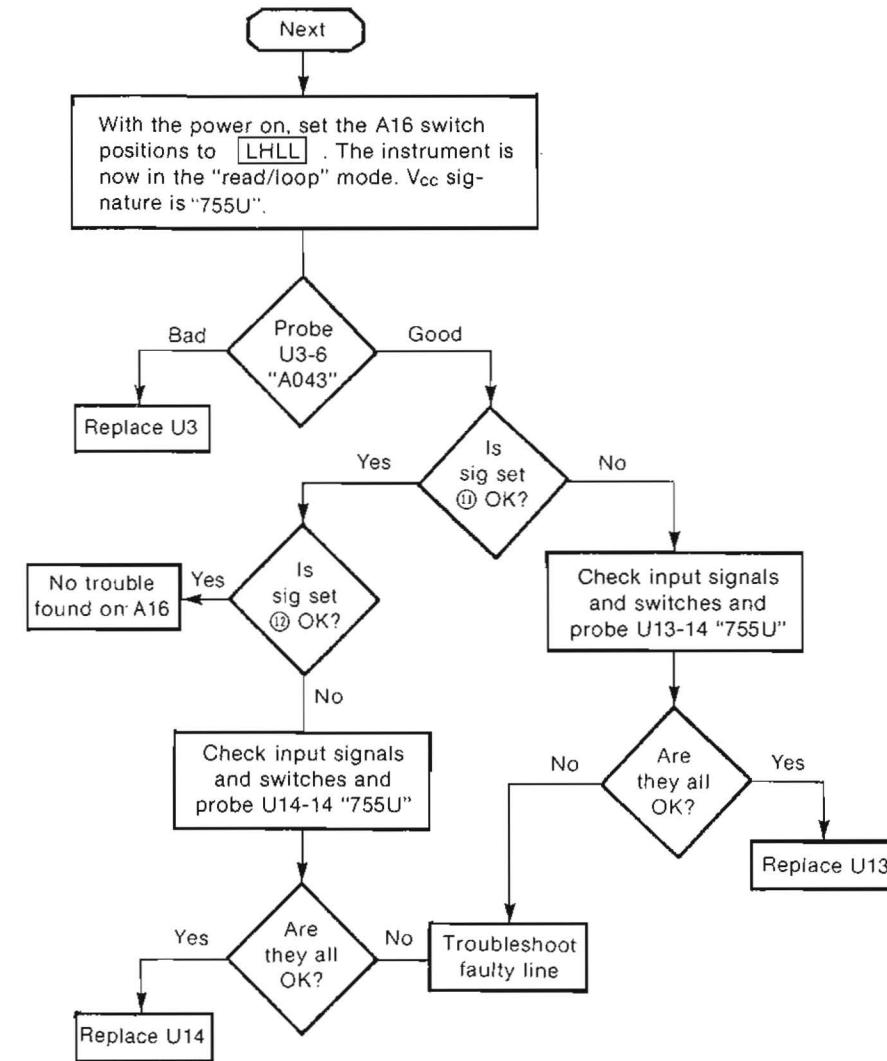 Next
With the power on, set the A16 switch
positions to LHLL . The instrument is
now in the "read/loop" mode. Vcc sig-
nature is "755U".
Probe
U3-6
"A043"
Bad
Good
Replace U3
Is
sig set
⑪ OK?
Yes
No
Is
sig set
⑫ OK?
Yes
No trouble
found on A16
No
Check input signals
and switches and
probe U13-14 "755U"
Check input signals
and switches and
probe U14-14 "755U"
Are
they all
OK?
No
Yes
Replace U13
Are
they all
OK?
Yes
No
Troubleshoot
faulty line
Replace U14